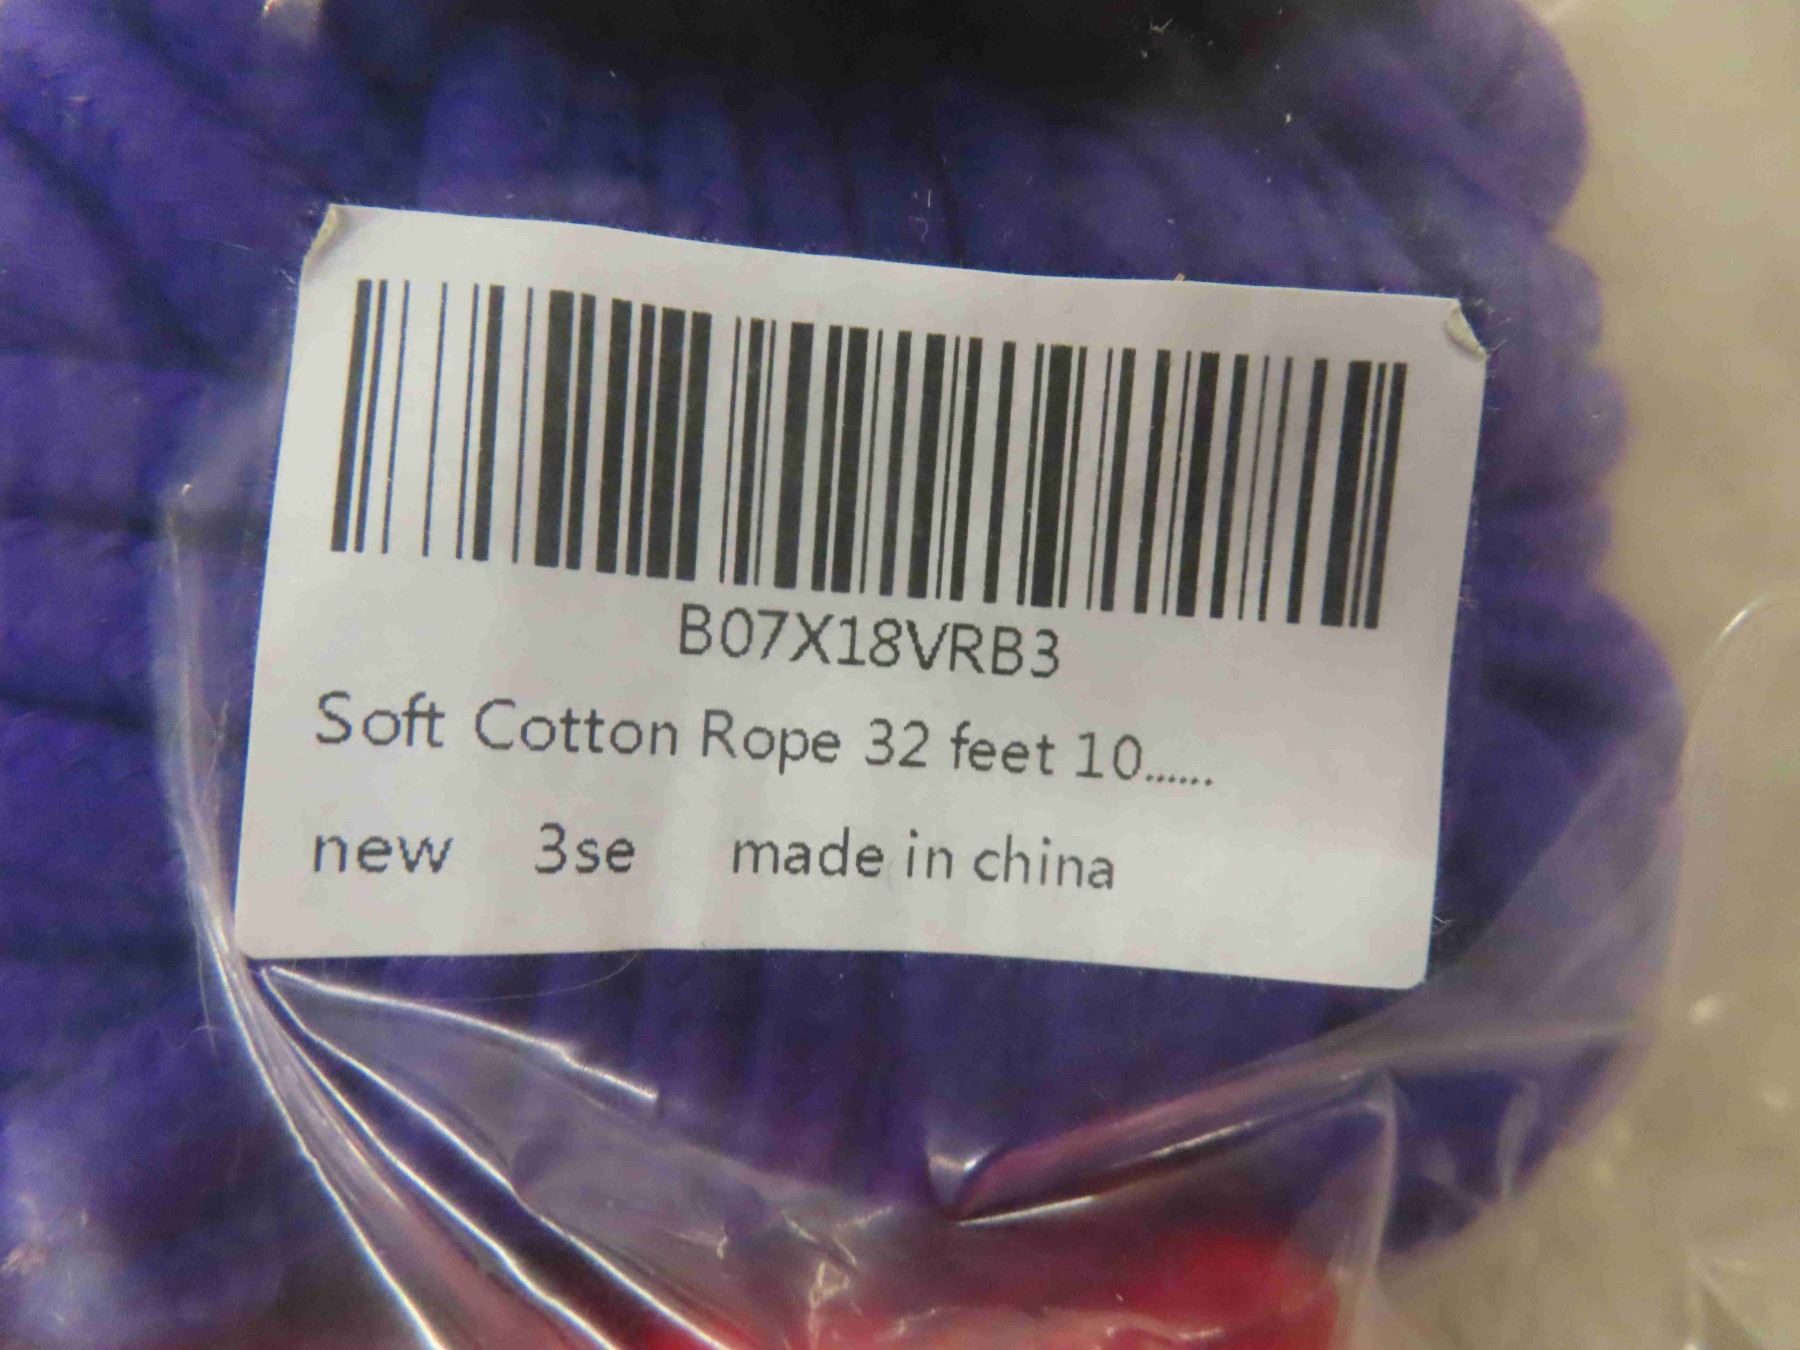 B07X18VRB3
Soft Cotton Rope 32 feet 10......
new 3se made in china